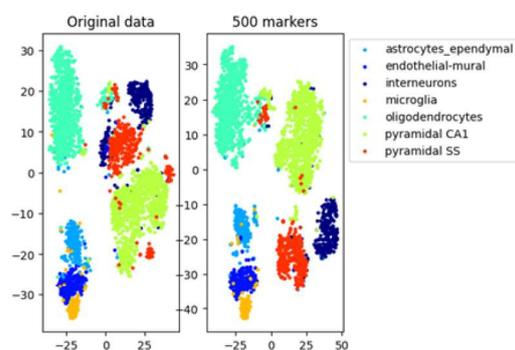 Original data
500 markers
30
20
10
0
−10
−20
−30
−25 0 25
30
20
10
0
−10
−20
−30
−40
−25 0 25 50
astrocytes_ependymal
endothelial-mural
interneurons
microglia
oligodendrocytes
pyramidal CA1
pyramidal SS